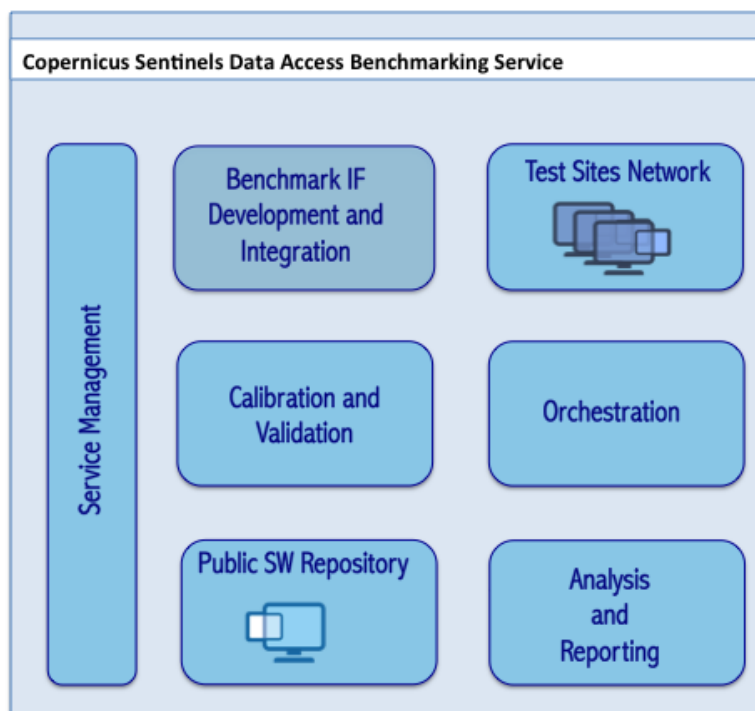 Copernicus Sentinels Data Access Benchmarking Service
Service Management
Benchmark IF
Development and
Integration
Test Sites Network
Calibration and
Validation
Orchestration
Public SW Repository
Analysis
and
Reporting